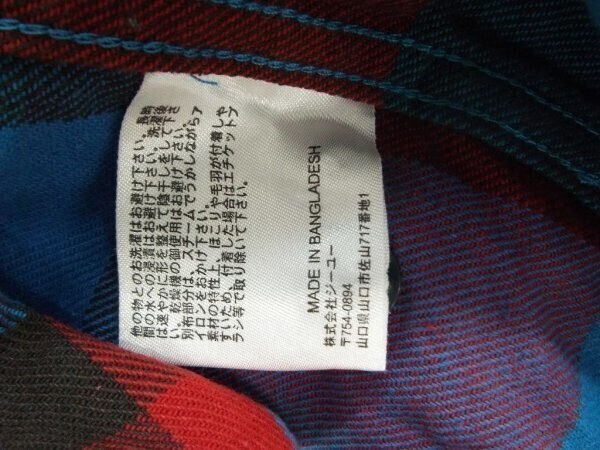 他の物とのお洗濯はお避け下さい。長時
間の水への浸漬はお避け下さい。洗濯後
は速やかに形を整えて陰干しをして下さ
い。乾燥機の御使用はお避け下さい。
別布部分は、スチームでうかしながらア
イロンをおかけ下さい。
素材の特性上、ほこりや毛羽が付着しや
すいため、付着した場合はエチケットブ
ラシ等で取り除いて下さい。
MADE IN BANGLADESH
株式会社ジーユー
〒754-0894
山口県山口市佐山717番地1